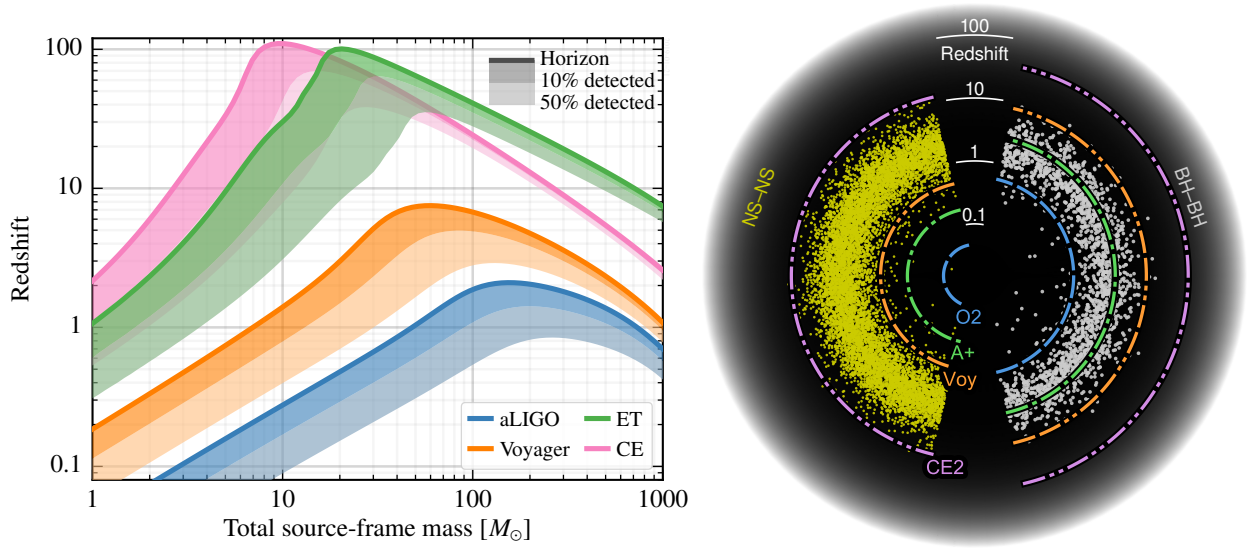 100
10
1
0.1
Redshift
1
10
100
1000
Total source-frame mass [M⊙]
Horizon
10% detected
50% detected
aLIGO
ET
Voyager
CE
100
Redshift
10
1
0.1
NS–NS
BH–BH
O2
A+
Voy
CE2